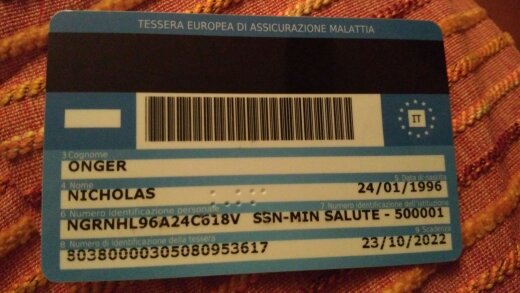 TESSERA EUROPEA DI ASSICURAZIONE MALATTIA
IT
3 Cognome
ONGER
4. Nome
5. Data di nascita
NICHOLAS
24/01/1996
6 Numero identificazione personale
7. Numero identificazione dell'istituzione
NGRNHL96A24C618V SSN-MIN SALUTE - 500001
8 Numero di identificazione della tessera
9. Scadenza
80380000305080953617
23/10/2022